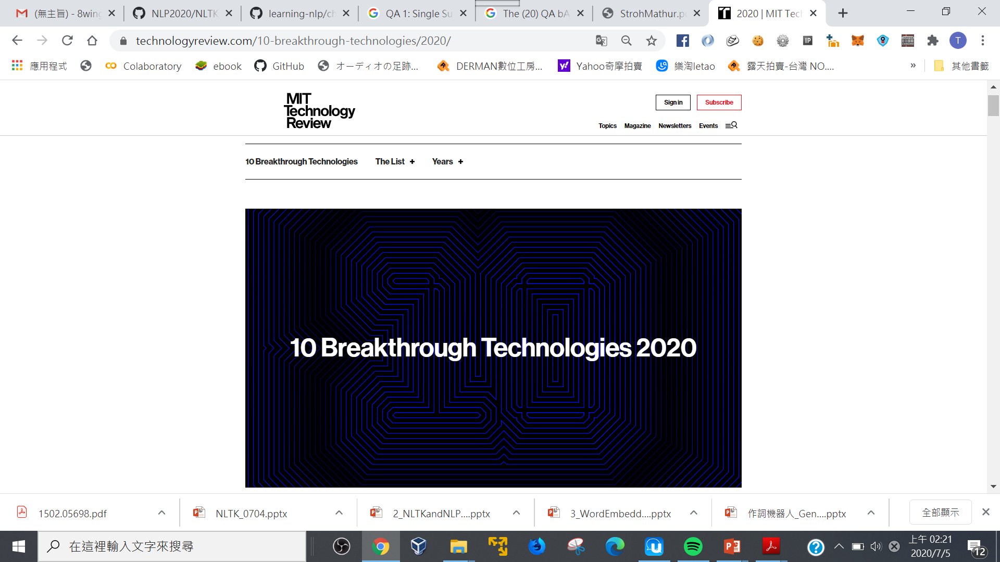 (無主旨) - 8wing
NLP2020/NLTK
learning-nlp/ch
QA 1: Single Su
The (20) QA bA
StrohMathur.p
2020 | MIT Tech
technologyreview.com/10-breakthrough-technologies/2020/
IP
T
應用程式
Colaboratory
ebook
GitHub
オーディオの足跡...
DERMAN數位工房...
Yahoo奇摩拍賣
樂淘letao
露天拍賣-台灣 NO....
»
其他書籤
MIT
Technology
Review
Sign in
Subscribe
Topics
Magazine
Newsletters
Events
10 Breakthrough Technologies
The List +
Years +
10 Breakthrough Technologies 2020
1502.05698.pdf
NLTK_0704.pptx
2_NLTKandNLP....pptx
3_WordEmbedd....pptx
作詞機器人_Gen....pptx
全部顯示
在這裡輸入文字來搜尋
上午 02:21
2020/7/5
12